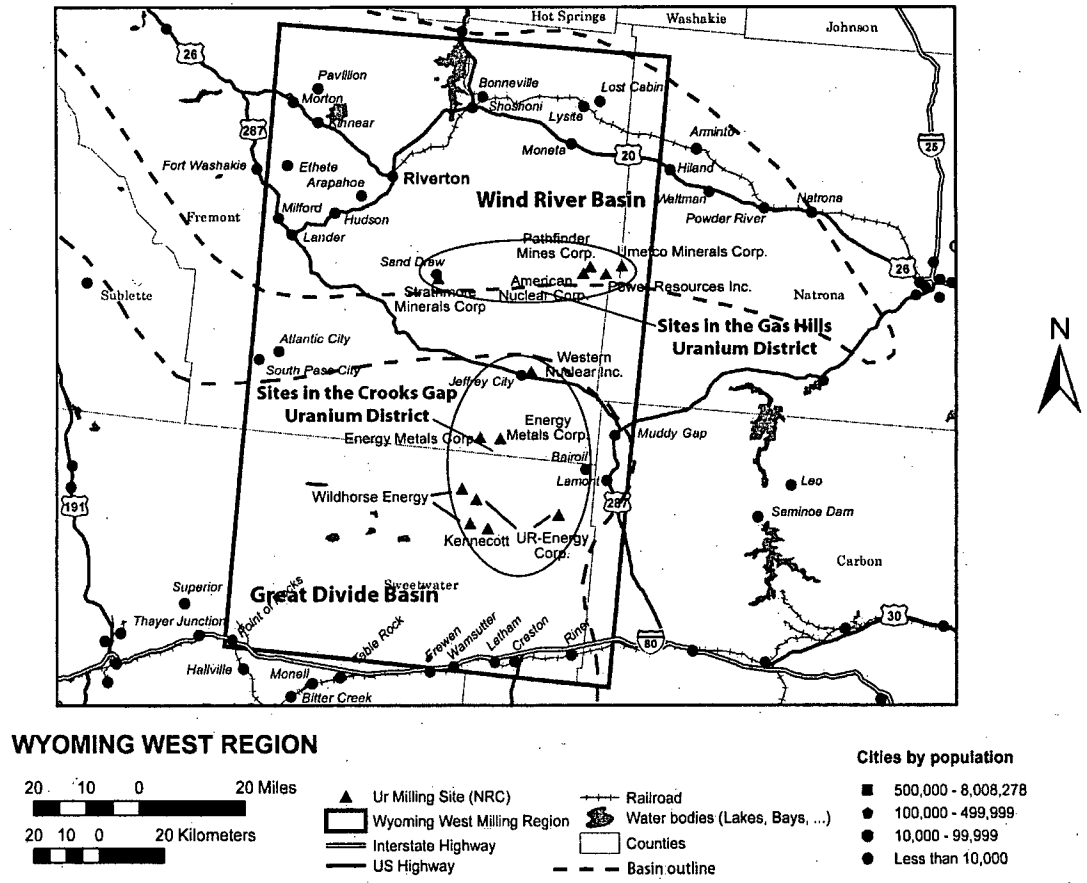 Hot Springs
Washakie
Johnson
26
Pavillion
Bonneville
Lost Cabin
Morton
Shoshoni
Lysite
Kinnear
287
Arminto
25
Moneta
20
Fort Washakie
Ethete
Hiland
Riverton
Arapahoe
Waltman
Wind River Basin
Natrona
Fremont
Milford
Hudson
Powder River
Lander
Pathfinder
Mines Corp.
Umetco Minerals Corp.
Sand Draw
26
American
Nuclear Corp.
Power Resources Inc.
Sublette
Strathmore
Minerals Corp
Natrona
Sites in the Gas Hills
Uranium District
Atlantic City
South Pass City
Western
Nuclear Inc.
Jeffrey City
Sites in the Crooks Gap
Uranium District
Energy
Metals Corp.
Energy Metals Corp
Muddy Gap
Bairoil
Lamont
Leo
191
Wildhorse Energy
287
Seminoe Dam
Kennecott
UR-Energy
Corp.
Carbon
Superior
Sweetwater
Great Divide Basin
Point of Rocks
Thayer Junction
30
80
Table Rock
Frewen
Wamsutter
Latham
Creston
Riner
Hallville
Monell
Bitter Creek
N
WYOMING WEST REGION
20 10 0 20 Miles
20 10 0 20 Kilometers
Ur Milling Site (NRC)
Wyoming West Milling Region
Interstate Highway
US Highway
Railroad
Water bodies (Lakes, Bays, ...)
Counties
Basin outline
Cities by population
500,000 - 8,008,278
100,000 - 499,999
10,000 - 99,999
Less than 10,000